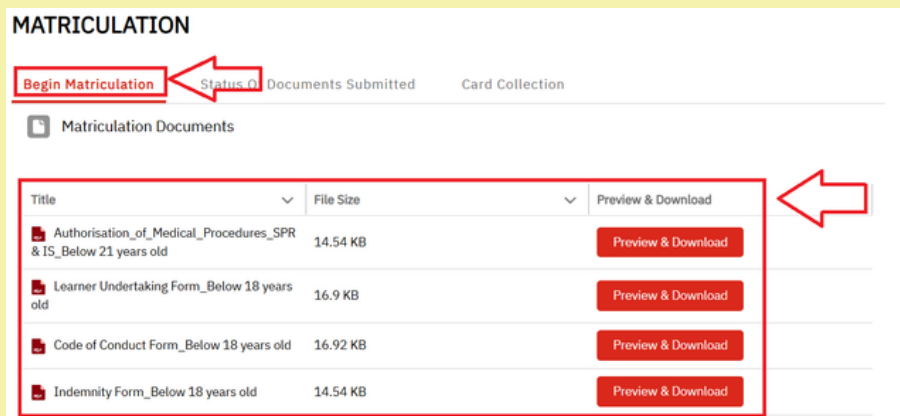 MATRICULATION
Begin Matriculation Status Of Documents Submitted Card Collection
Matriculation Documents
Title File Size Preview & Download
Authorisation_of_Medical_Procedures_SPR
& IS_Below 21 years old 14.54 KB Preview & Download
Learner Undertaking Form_Below 18 years
old 16.9 KB Preview & Download
Code of Conduct Form_Below 18 years old 16.92 KB Preview & Download
Indemnity Form_Below 18 years old 14.54 KB Preview & Download